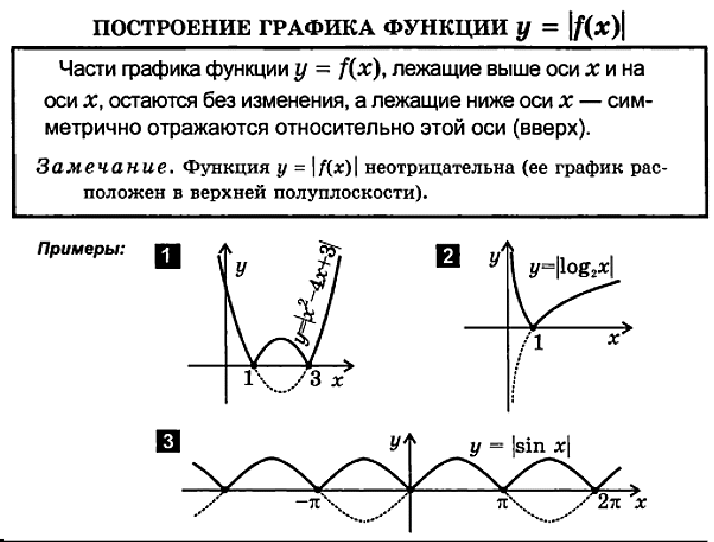 ПОСТРОЕНИЕ ГРАФИКА ФУНКЦИИ y = |f(x)|
Части графика функции y = f(x), лежащие выше оси x и на
оси x, остаются без изменения, а лежащие ниже оси x — сим-
метрично отражаются относительно этой оси (вверх).
Замечание. Функция y = |f(x)| неотрицательна (ее график рас-
положен в верхней полуплоскости).
Примеры:
1
y
y=|x²-4x+3|
1 3 x
2
y
y=|log₂x|
1 x
3
y
y = |sin x|
-π π 2π x